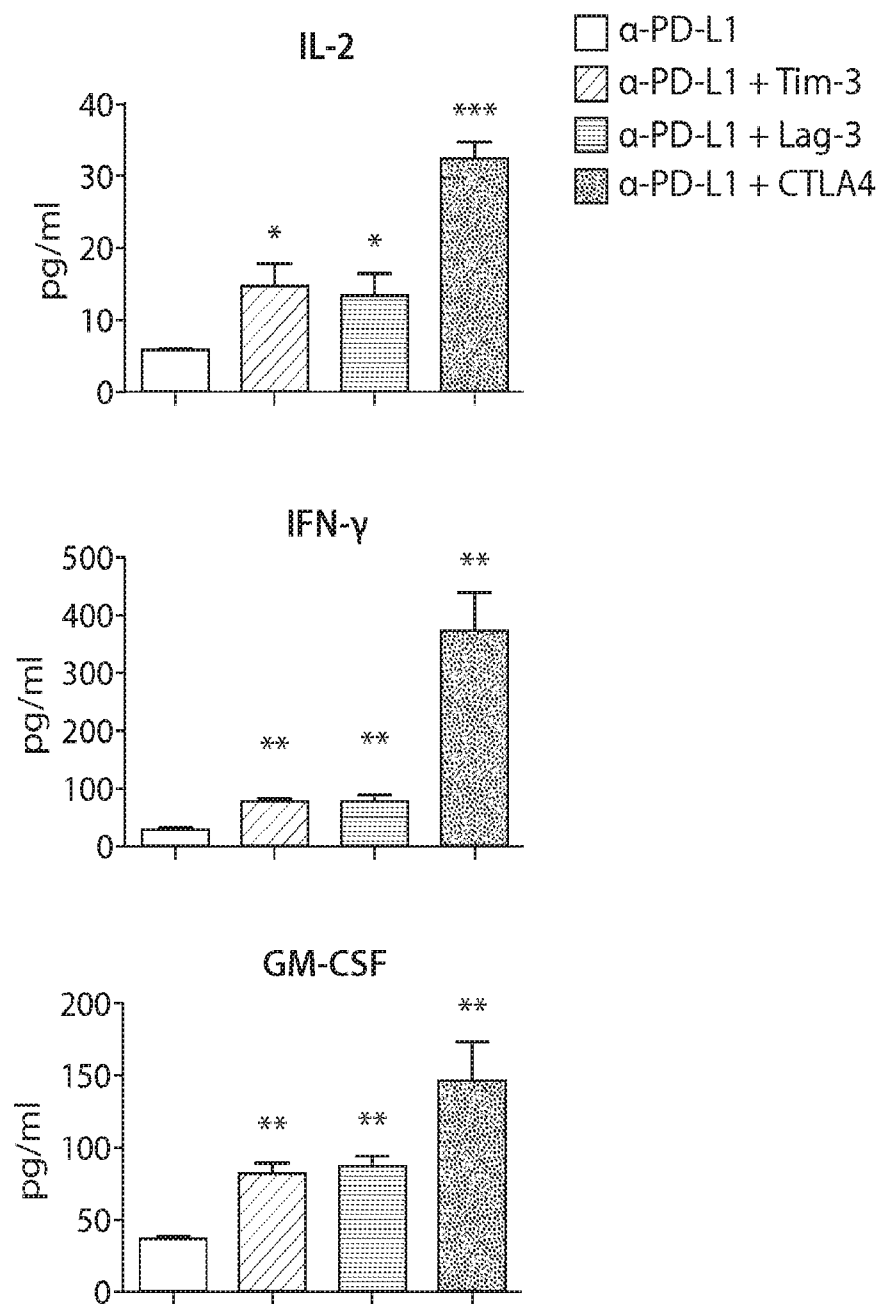 IL-2
α-PD-L1
α-PD-L1 + Tim-3
α-PD-L1 + Lag-3
α-PD-L1 + CTLA4
pg/ml
40
30
20
10
0
*
*
***
IFN-γ
pg/ml
500
400
300
200
100
0
**
**
**
GM-CSF
pg/ml
200
150
100
50
0
**
**
**